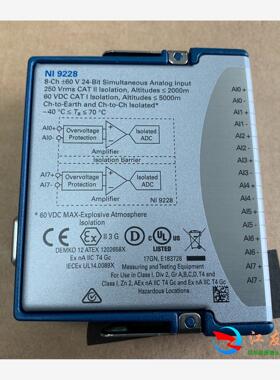 NI 9228
8-Ch ±60 V 24-Bit Simultaneous Analog Input
250 Vrms CAT II Isolation, Altitudes ≤ 2000m
60 VDC CAT I Isolation, Altitudes ≤ 5000m
Ch-to-Earth and Ch-to-Ch Isolated*
-40 °C ≤ Ta ≤ 70 °C
AI0+
AI0-
Overvoltage
Protection
Isolated
ADC
Amplifier
Isolation Barrier
AI7+
AI7-
Overvoltage
Protection
Isolated
ADC
Amplifier
NI 9228
* 60 VDC MAX-Explosive Atmosphere
Isolation
II 3 G
DEMKO 12 ATEX 1202658X
Ex nA IIC T4 Gc
IECEx UL14.0089X
Measuring and Testing Equipment
17GN, E183728
For Use in Class I, Div 2, Gr A,B,C,D, T4 and
Class I, Zn 2, AEx nA IIC T4, Ex nA IIC T4 Gc
Hazardous Locations
AI0+
AI0-
AI1+
AI1-
AI2+
AI2-
AI3+
AI3-
AI4+
AI4-
AI5+
AI5-
AI6+
AI6-
AI7+
AI7-